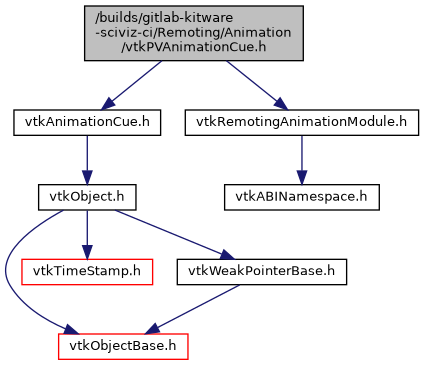 /builds/gitlab-kitware
-sciviz-ci/Remoting/Animation
/vtkPVAnimationCue.h
vtkAnimationCue.h
vtkRemotingAnimationModule.h
vtkObject.h
vtkABINamespace.h
vtkTimeStamp.h
vtkWeakPointerBase.h
vtkObjectBase.h